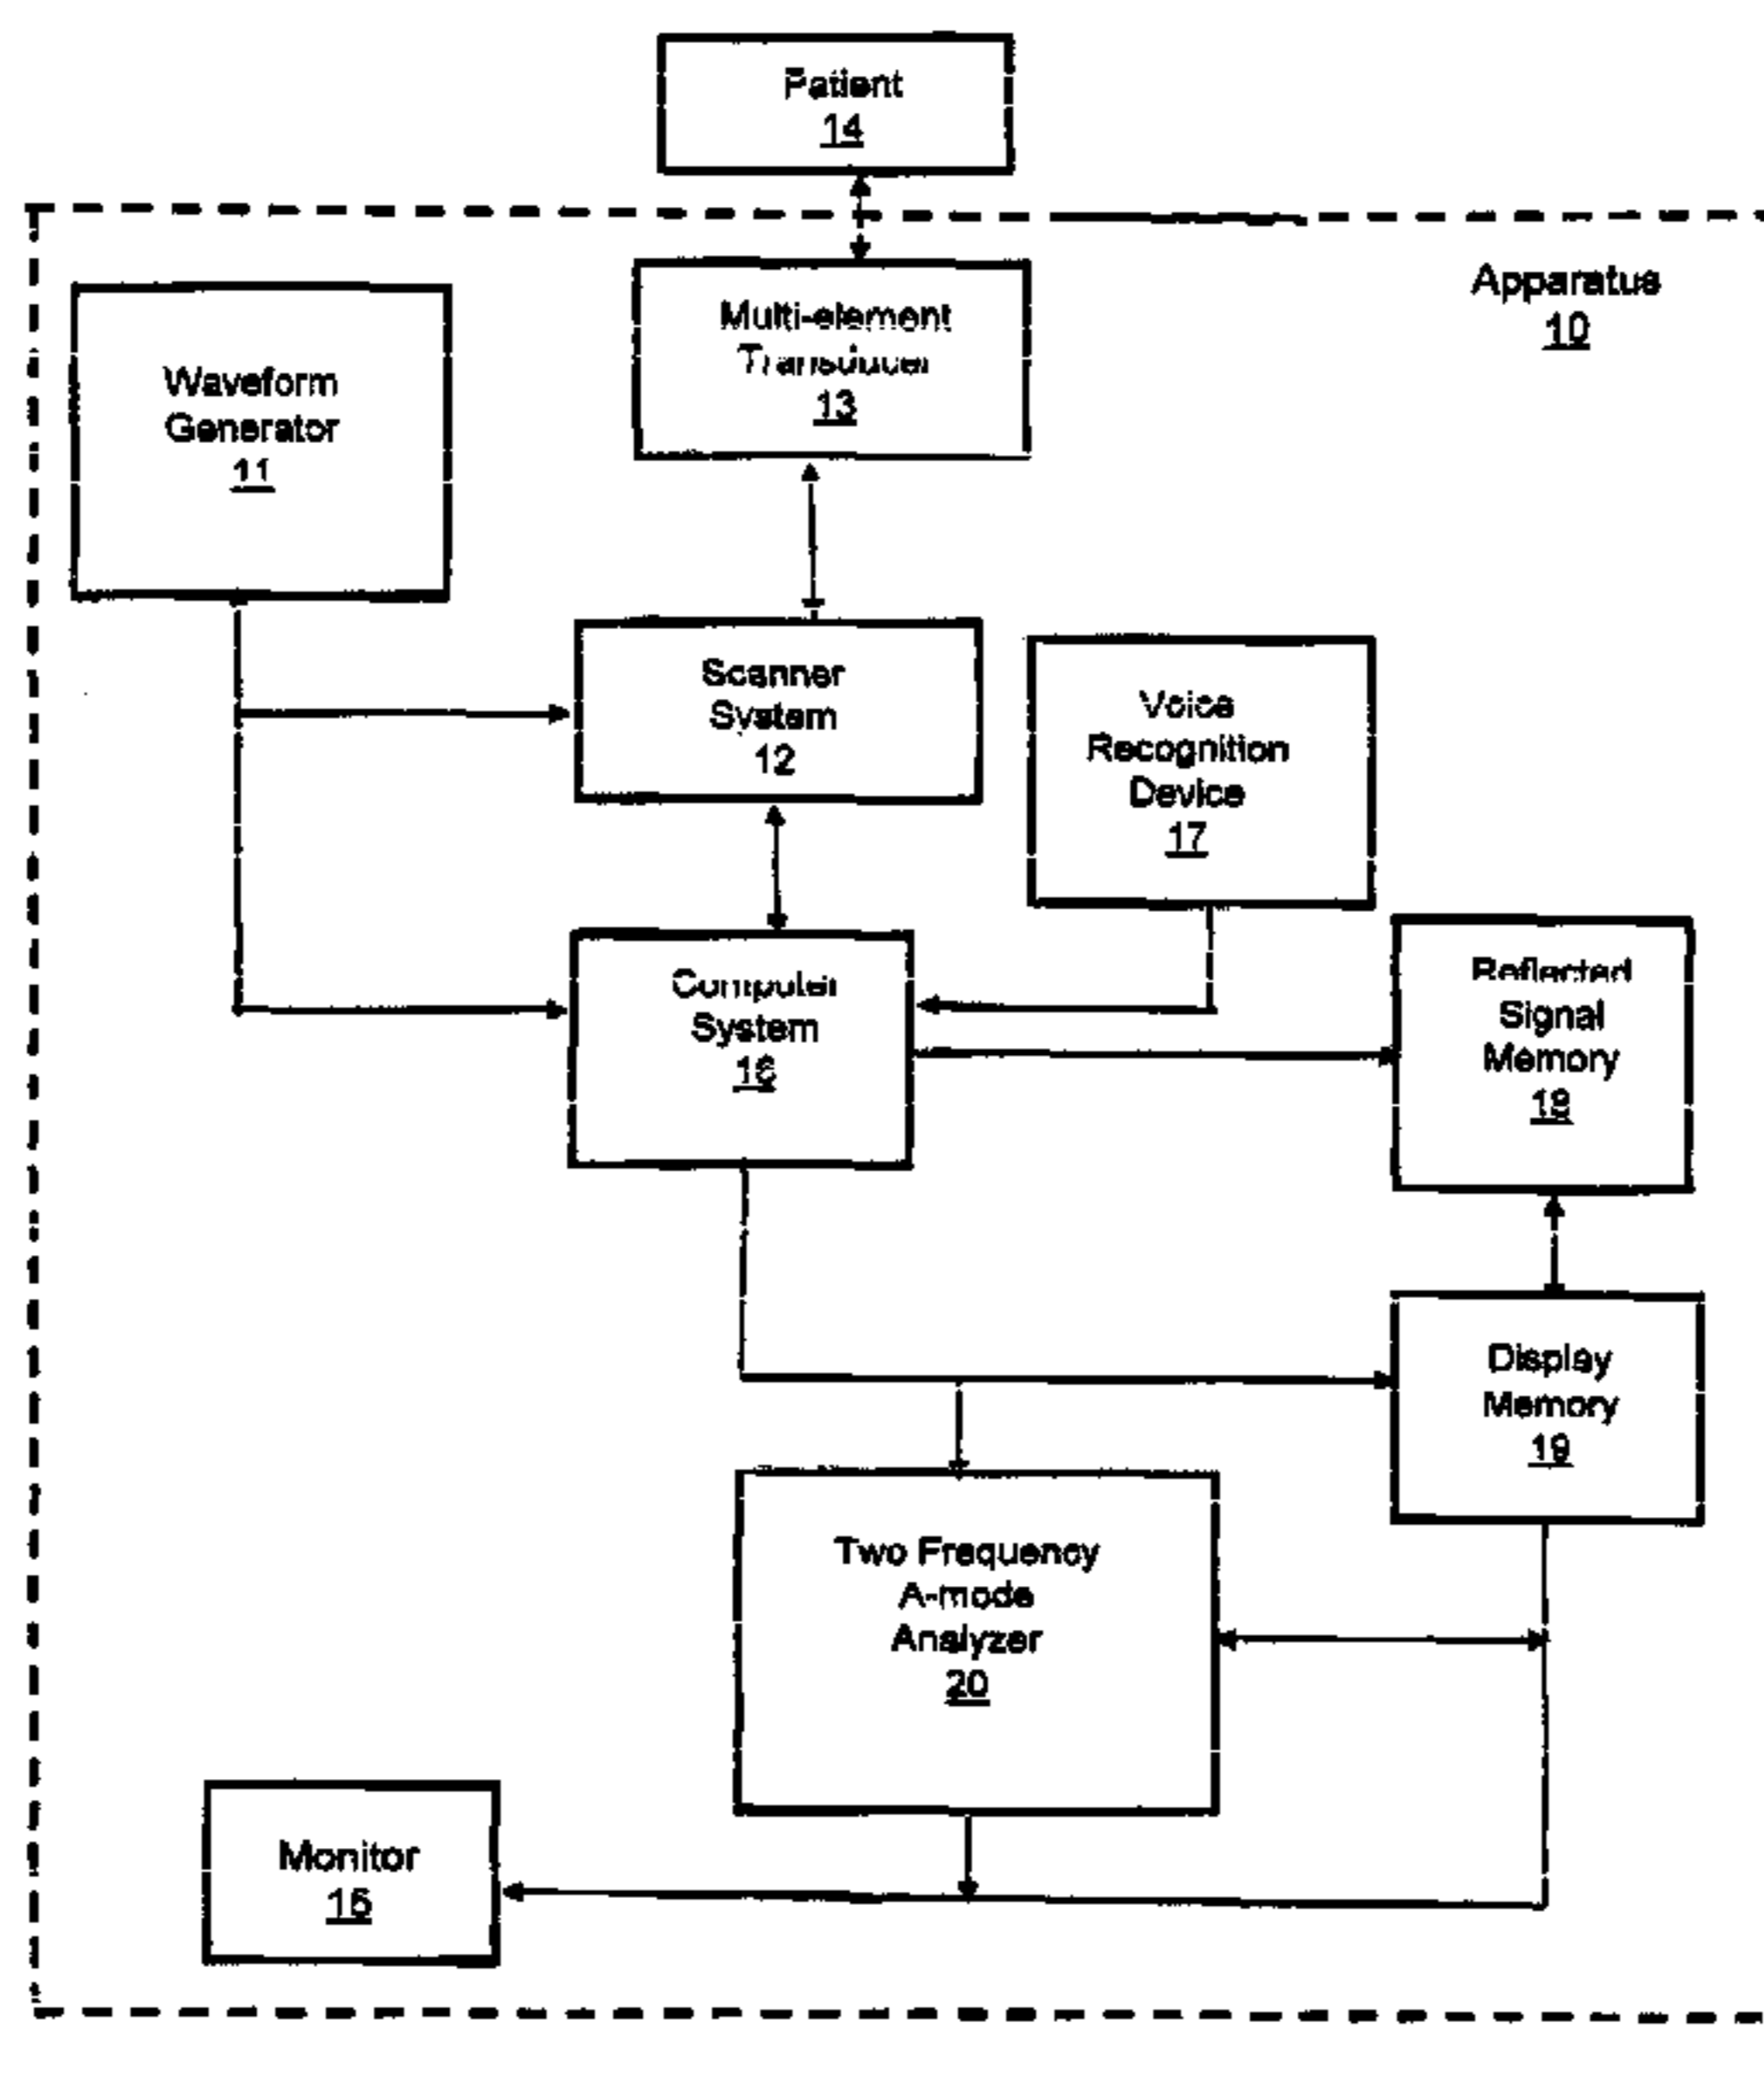 Patient
14
Apparatus
10
Multi-element
Transducer
13
Waveform
Generator
11
Scanner
System
12
Voice
Recognition
Device
17
Computer
System
16
Reflected
Signal
Memory
18
Display
Memory
19
Two Frequency
A-mode
Analyzer
20
Monitor
15